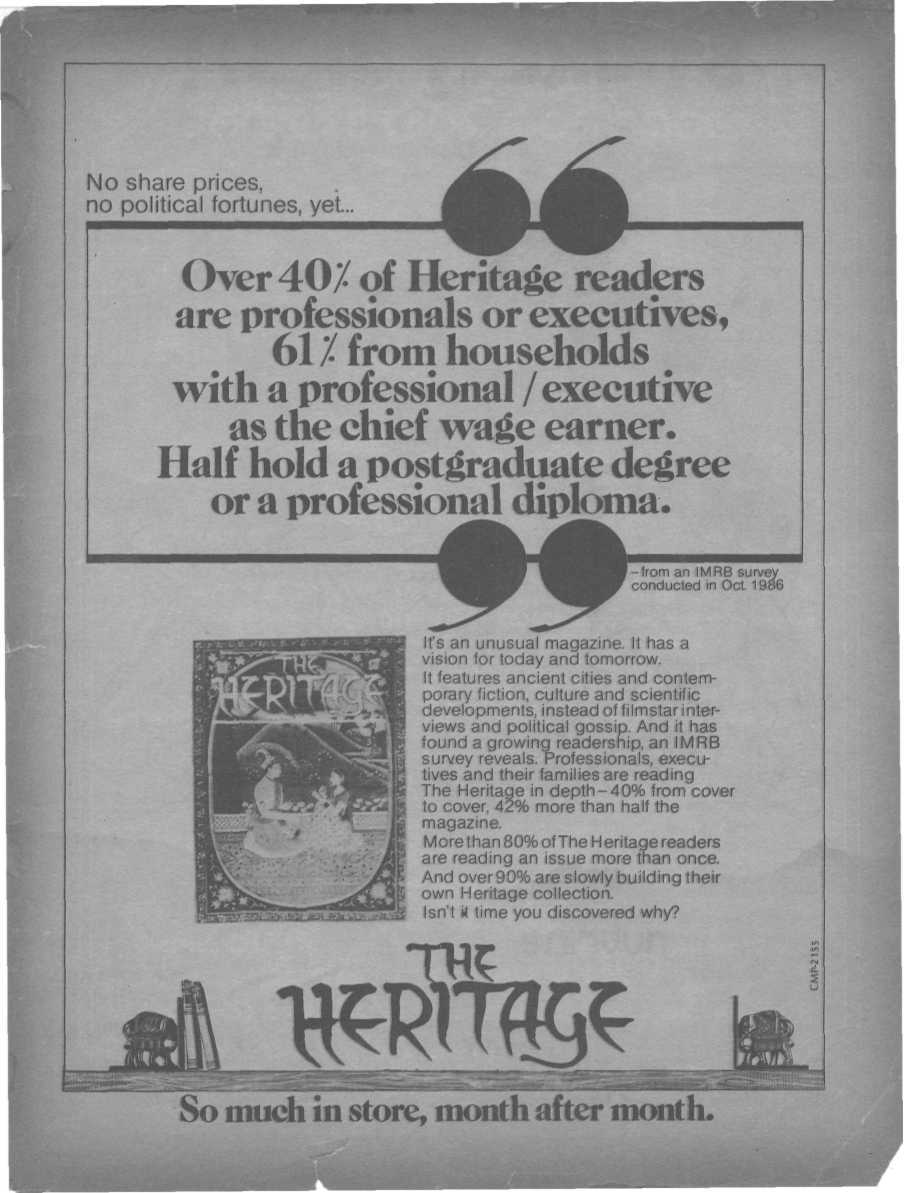 No share prices,
no political fortunes, yet...
Over 40% of Heritage readers
are professionals or executives,
61% from households
with a professional / executive
as the chief wage earner.
Half hold a postgraduate degree
or a professional diploma.
–from an IMRB survey
conducted in Oct. 1986
THE
HERITAGE
It's an unusual magazine. It has a
vision for today and tomorrow.
It features ancient cities and contem-
porary fiction, culture and scientific
developments, instead of filmstar inter-
views and political gossip. And it has
found a growing readership, an IMRB
survey reveals. Professionals, execu-
tives and their families are reading
The Heritage in depth–40% from cover
to cover, 42% more than half the
magazine.
More than 80% of The Heritage readers
are reading an issue more than once.
And over 90% are slowly building their
own Heritage collection.
Isn't it time you discovered why?
CMP-2155
THE
HERITAGE
So much in store, month after month.